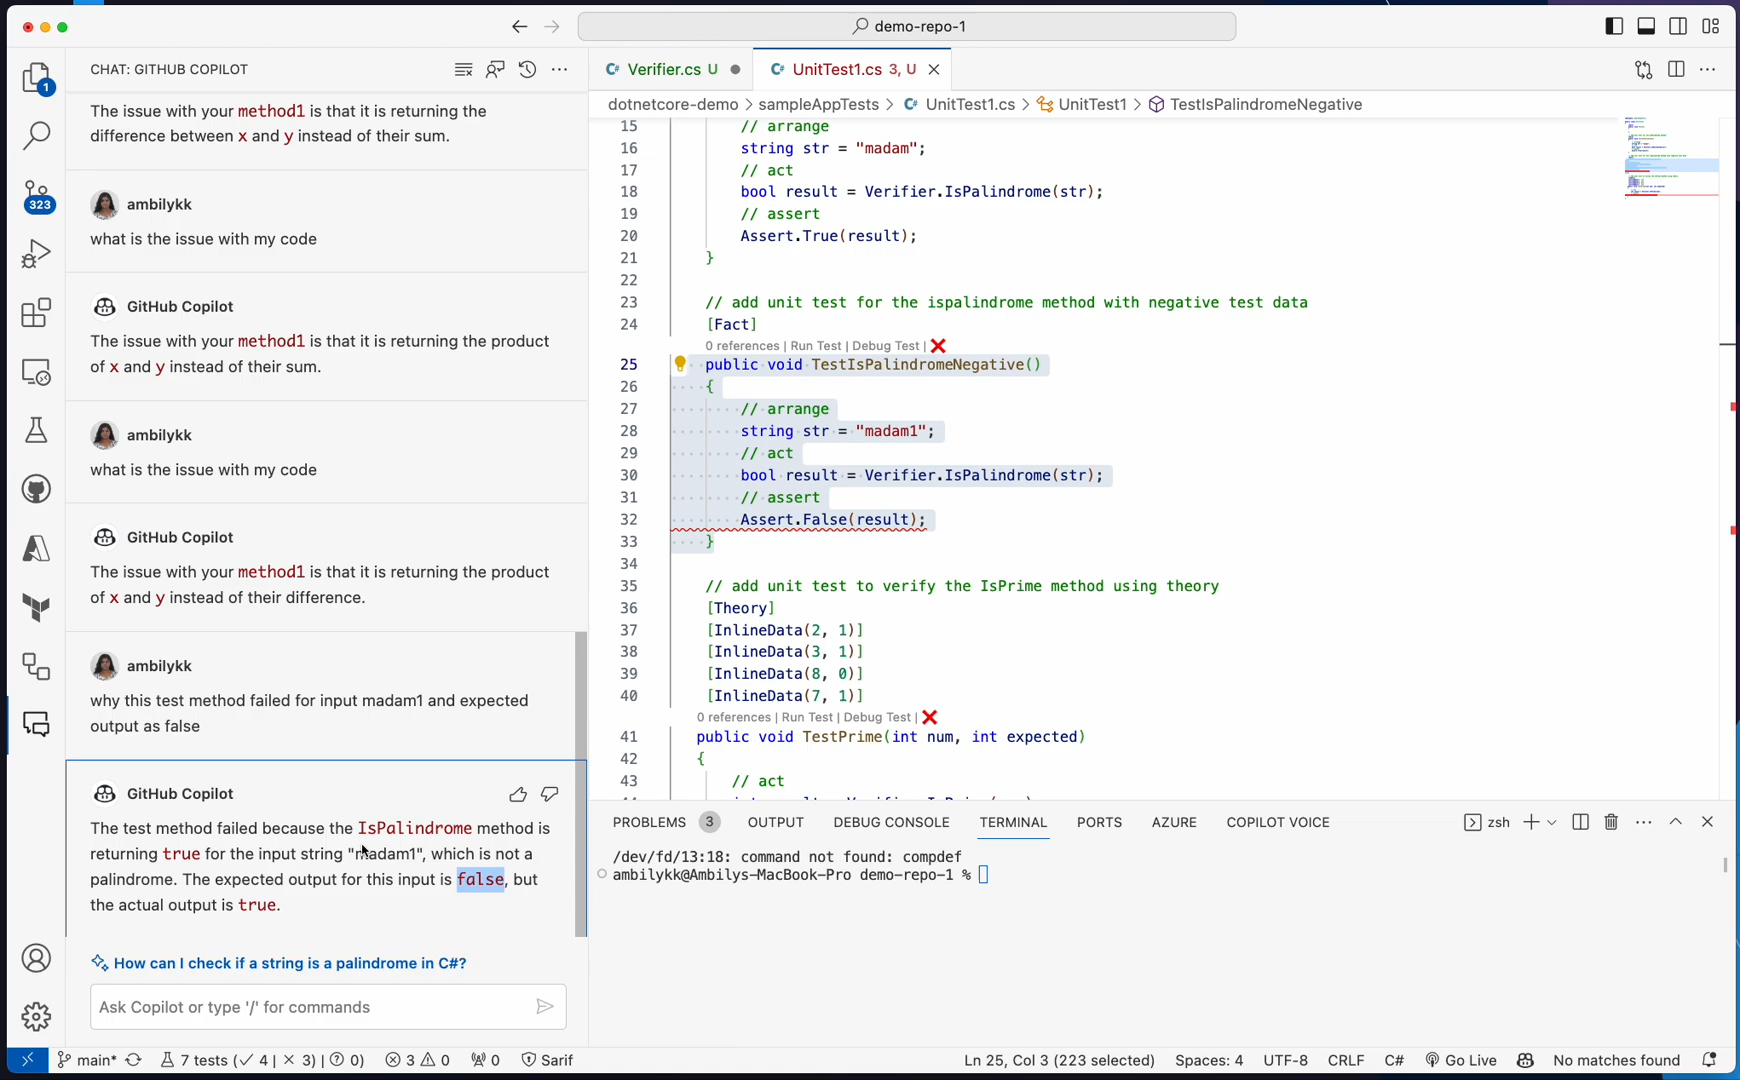 demo-repo-1
1
323
CHAT: GITHUB COPILOT
The issue with your method1 is that it is returning the
difference between x and y instead of their sum.
ambilykk
what is the issue with my code
GitHub Copilot
The issue with your method1 is that it is returning the product
of x and y instead of their sum.
ambilykk
what is the issue with my code
GitHub Copilot
The issue with your method1 is that it is returning the product
of x and y instead of their difference.
ambilykk
why this test method failed for input madam1 and expected
output as false
GitHub Copilot
The test method failed because the IsPalindrome method is
returning true for the input string "madam1", which is not a
palindrome. The expected output for this input is false, but
the actual output is true.
How can I check if a string is a palindrome in C#?
Ask Copilot or type '/' for commands
C# Verifier.cs U
C# UnitTest1.cs 3, U
dotnetcore-demo > sampleAppTests > C# UnitTest1.cs > UnitTest1 > TestIsPalindromeNegative
15 // arrange
16 string str = "madam";
17 // act
18 bool result = Verifier.IsPalindrome(str);
19 // assert
20 Assert.True(result);
21 }
22
23 // add unit test for the ispalindrome method with negative test data
24 [Fact]
0 references | Run Test | Debug Test |
25 public void TestIsPalindromeNegative()
26 {
27 // arrange
28 string str = "madam1";
29 // act
30 bool result = Verifier.IsPalindrome(str);
31 // assert
32 Assert.False(result);
33 }
34
35 // add unit test to verify the IsPrime method using theory
36 [Theory]
37 [InlineData(2, 1)]
38 [InlineData(3, 1)]
39 [InlineData(8, 0)]
40 [InlineData(7, 1)]
0 references | Run Test | Debug Test |
41 public void TestPrime(int num, int expected)
42 {
43 // act
PROBLEMS 3 OUTPUT DEBUG CONSOLE TERMINAL PORTS AZURE COPILOT VOICE zsh
/dev/fd/13:18: command not found: compdef
ambilykk@Ambilys-MacBook-Pro demo-repo-1 %
main* 7 tests (✓ 4 | × 3) | ? 0) 3 0 0 Sarif Ln 25, Col 3 (223 selected) Spaces: 4 UTF-8 CRLF C# Go Live No matches found